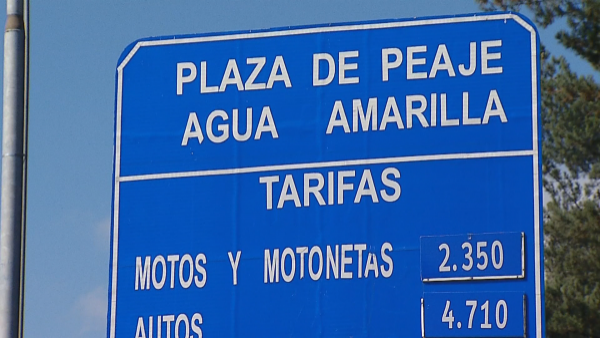 PLAZA DE PEAJE
AGUA AMARILLA
TARIFAS
MOTOS Y MOTONETAS 2.350
AUTOS 4.710